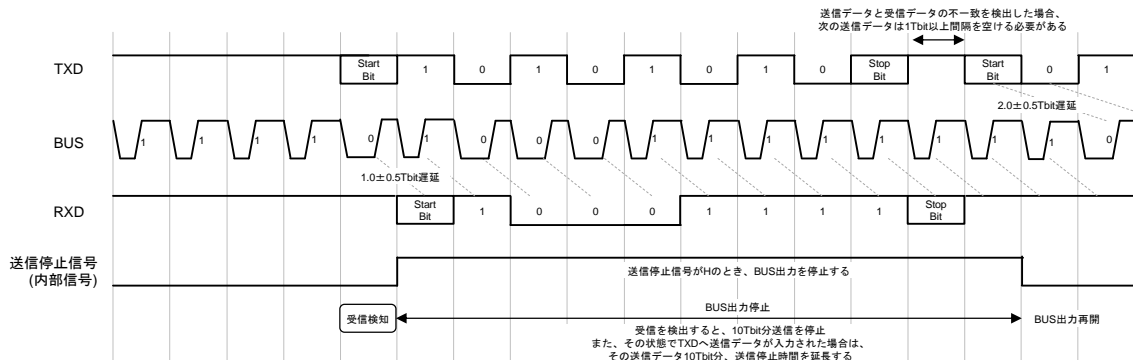 送信データと受信データの不一致を検出した場合、
次の送信データは1Tbit以上間隔を空ける必要がある
TXD
Start
Bit
1
0
1
0
1
0
1
0
Stop
Bit
Start
Bit
0
1
2.0±0.5Tbit遅延
BUS
1
1
1
1
0
1
0
0
0
1
1
1
1
1
1
1
1
0
1.0±0.5Tbit遅延
RXD
Start
Bit
1
0
0
0
1
1
1
1
Stop
Bit
送信停止信号
(内部信号)
送信停止信号がHのとき、BUS出力を停止する
受信検知
BUS出力停止
BUS出力再開
受信を検出すると、10Tbit分送信を停止
また、その状態でTXDへ送信データが入力された場合は、
その送信データ10Tbit分、送信停止時間を延長する